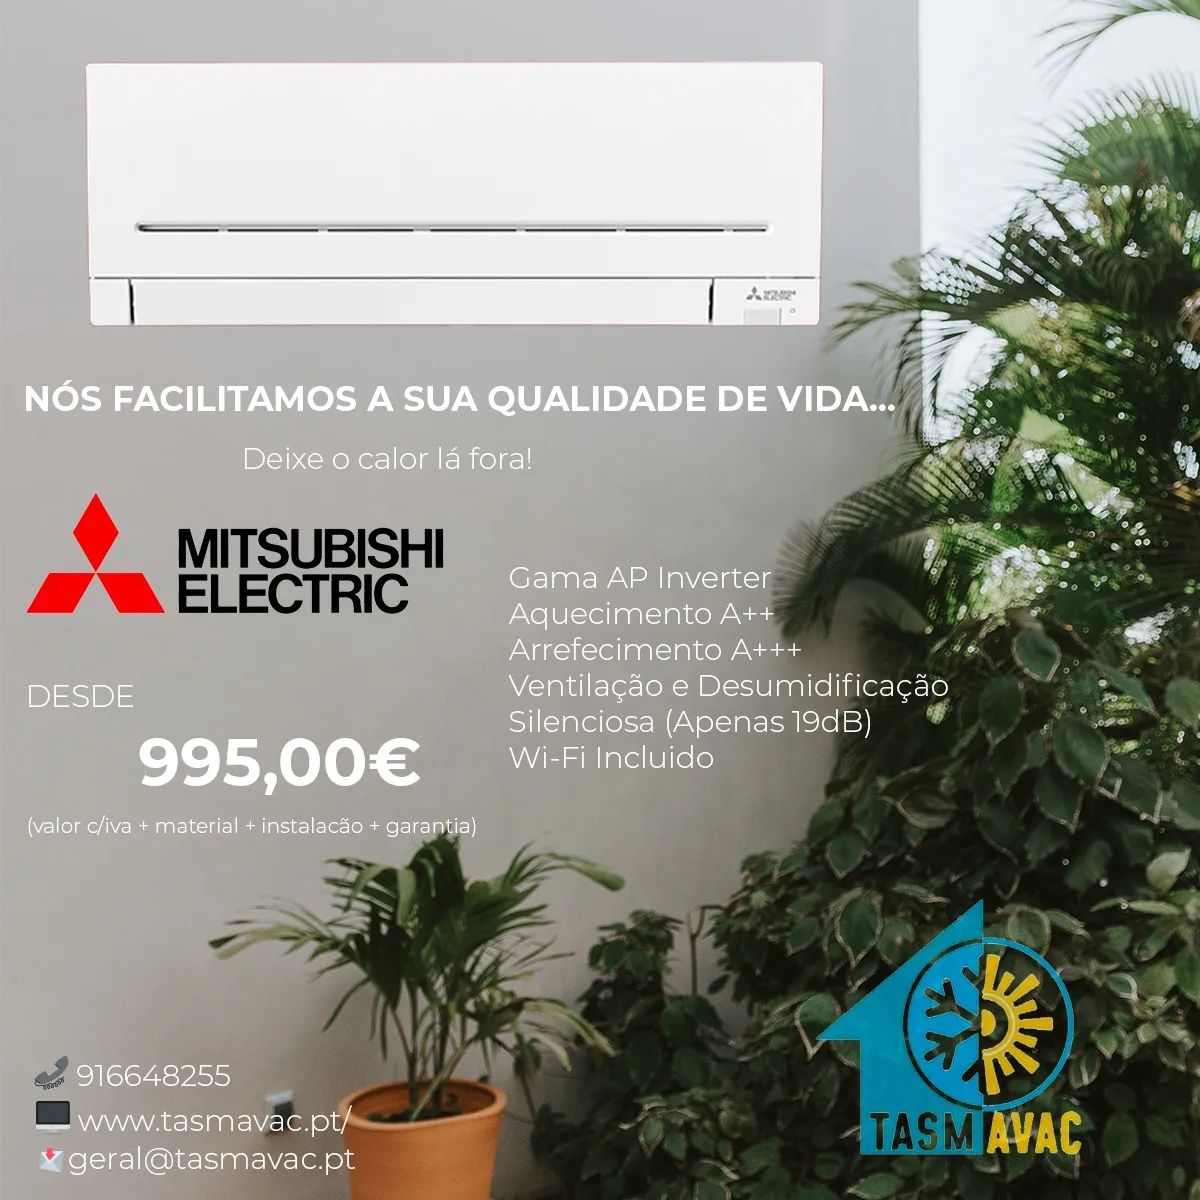 MITSUBISHI
ELECTRIC
NÓS FACILITAMOS A SUA QUALIDADE DE VIDA...
Deixe o calor lá fora!
MITSUBISHI
ELECTRIC
Gama AP Inverter
Aquecimento A++
Arrefecimento A+++
Ventilação e Desumidificação
Silenciosa (Apenas 19dB)
Wi-Fi Incluido
DESDE
995,00€
(valor c/iva + material + instalacão + garantia)
916648255
www.tasmavac.pt/
geral@tasmavac.pt
TASMAVAC